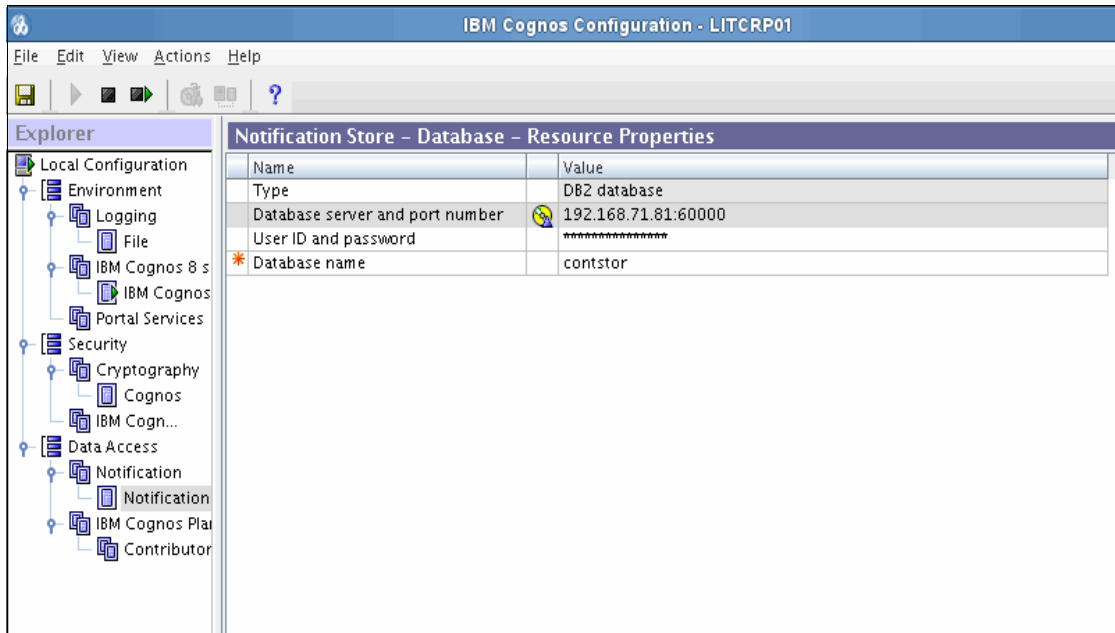 IBM Cognos Configuration - LITCRP01
File Edit View Actions Help
?
Explorer
Local Configuration
Environment
Logging
File
IBM Cognos 8 s
IBM Cognos
Portal Services
Security
Cryptography
Cognos
IBM Cogn...
Data Access
Notification
Notification
IBM Cognos Pla
Contributor
Notification Store - Database - Resource Properties
Name Value
Type DB2 database
Database server and port number 192.168.71.81:60000
User ID and password ***************
* Database name contstor